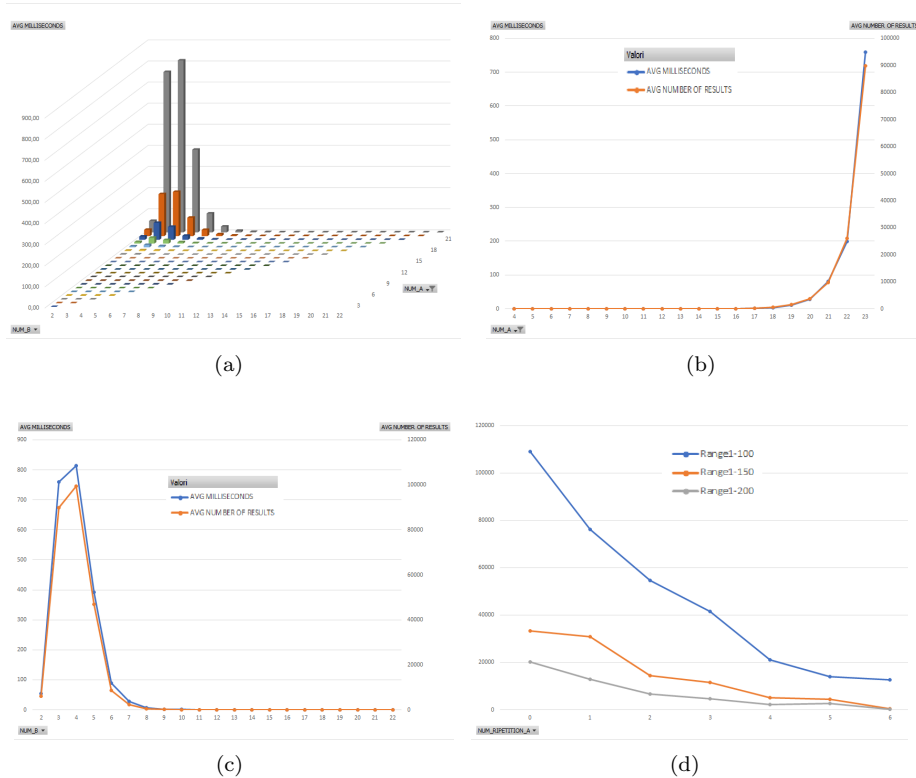 AVG MILLISECONDS
900,00
800,00
700,00
600,00
500,00
400,00
300,00
200,00
100,00
0,00
2 3 4 5 6 7 8 9 10 11 12 13 14 15 16 17 18 19 20 21 22
3 6 9 12 15 18 21
NUM_A
NUM_B
(a)
AVG MILLISECONDS AVG NUMBER OF RESULTS
800 100000
700 90000
600 80000
500 70000
400 60000
300 50000
200 40000
100 30000
0 20000
10000
0
Valori
AVG MILLISECONDS
AVG NUMBER OF RESULTS
4 5 6 7 8 9 10 11 12 13 14 15 16 17 18 19 20 21 22 23
NUM_A
(b)
AVG MILLISECONDS AVG NUMBER OF RESULTS
900 120000
800 100000
700 80000
600 60000
500 40000
400 20000
300 0
200
100
0
Valori
AVG MILLISECONDS
AVG NUMBER OF RESULTS
2 3 4 5 6 7 8 9 10 11 12 13 14 15 16 17 18 19 20 21 22
NUM_B
(c)
120000
100000
80000
60000
40000
20000
0
Range1-100
Range1-150
Range1-200
0 1 2 3 4 5 6
NUM_RIPETITION_A
(d)